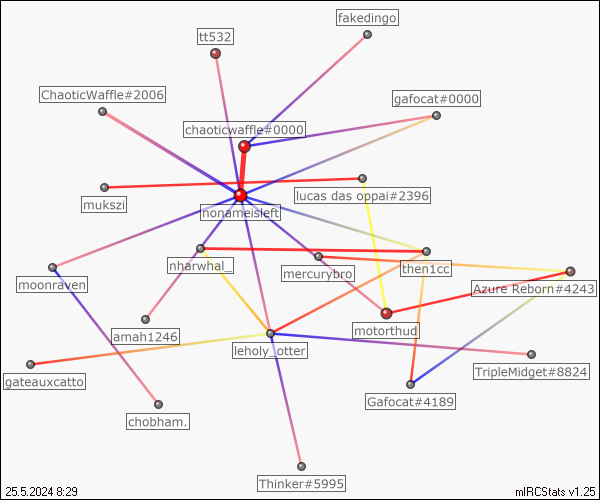 fakedingo
tt532
ChaoticWaffle#2006
gafocat#0000
chaoticwaffle#0000
lucas das oppai#2396
mukszi
nonameisleft
nharwhal_
mercurybro
then1cc
moonraven
Azure Reborn#4243
amah1246
motorthud
leholy_otter
gateauxcatto
TripleMidget#8824
Gafocat#4189
chobham.
Thinker#5995
25.5.2024 8:29
mIRCStats v1.25